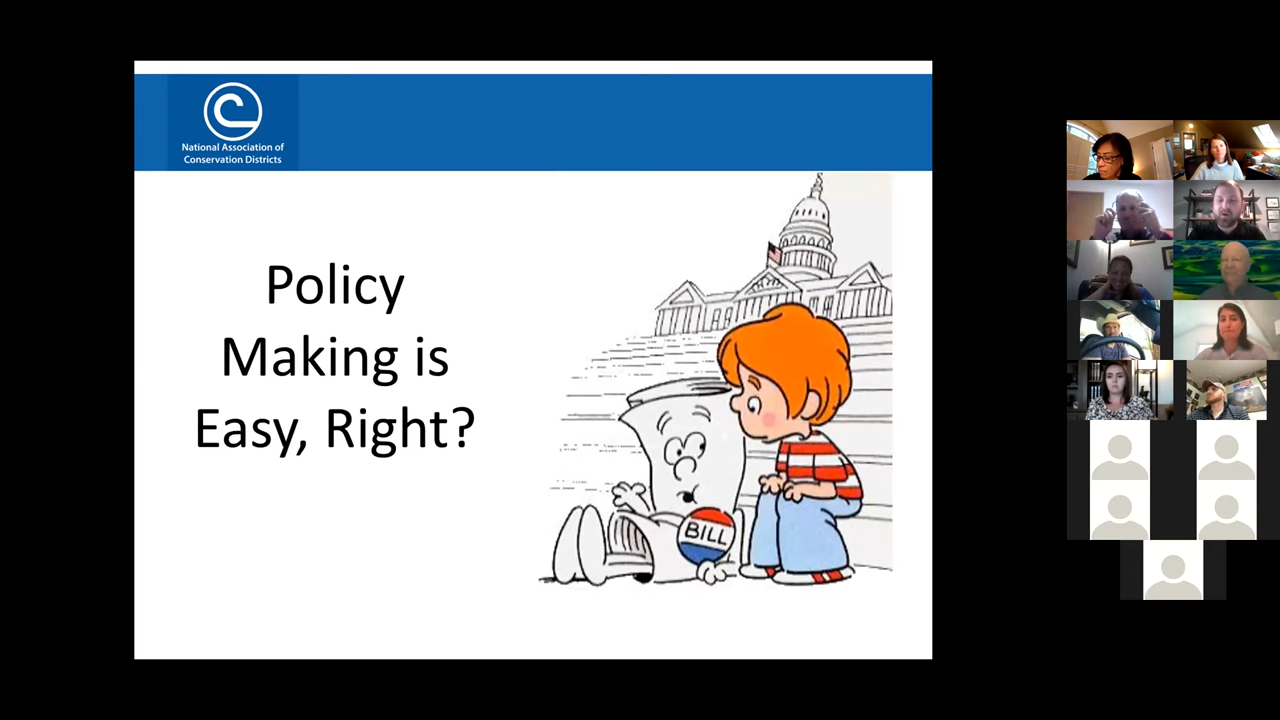 National Association of
Conservation Districts
Policy
Making is
Easy, Right?
BILL